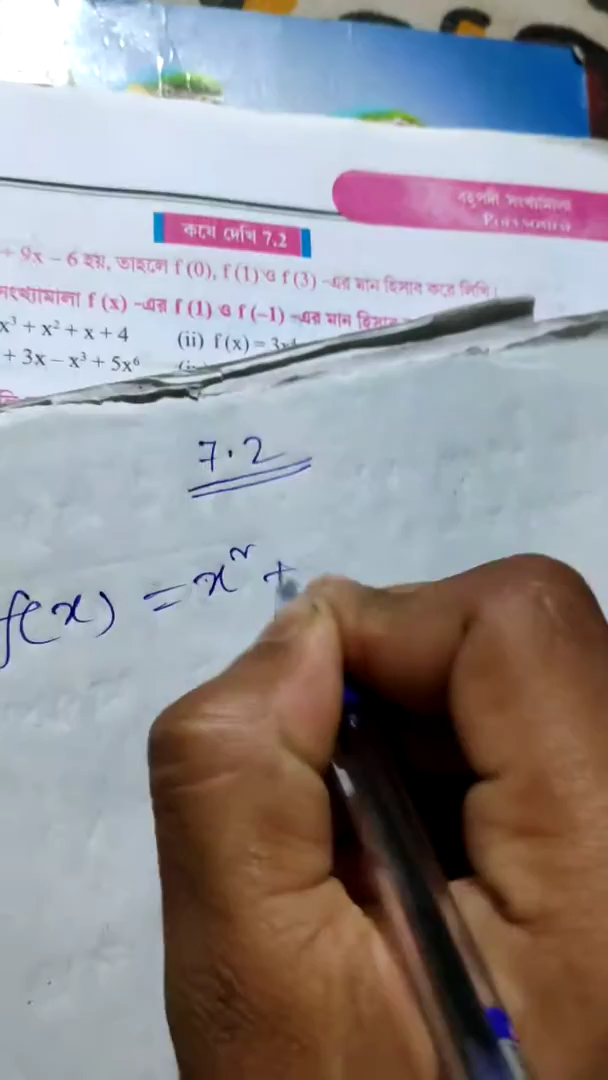 বহুপদী সংখ্যামালা
কষে দেখি 7.2
+ 9x – 6 হয়, তাহলে f (0), f (1) ও f (3) -এর মান হিসাব করে লিখি।
সংখ্যামালা f (x) -এর f (1) ও f (–1) -এর মান
x³ + x² + x + 4
(ii) f (x) = 3x⁴
+ 3x – x³ + 5x⁶
7.2
f(x) = x² +